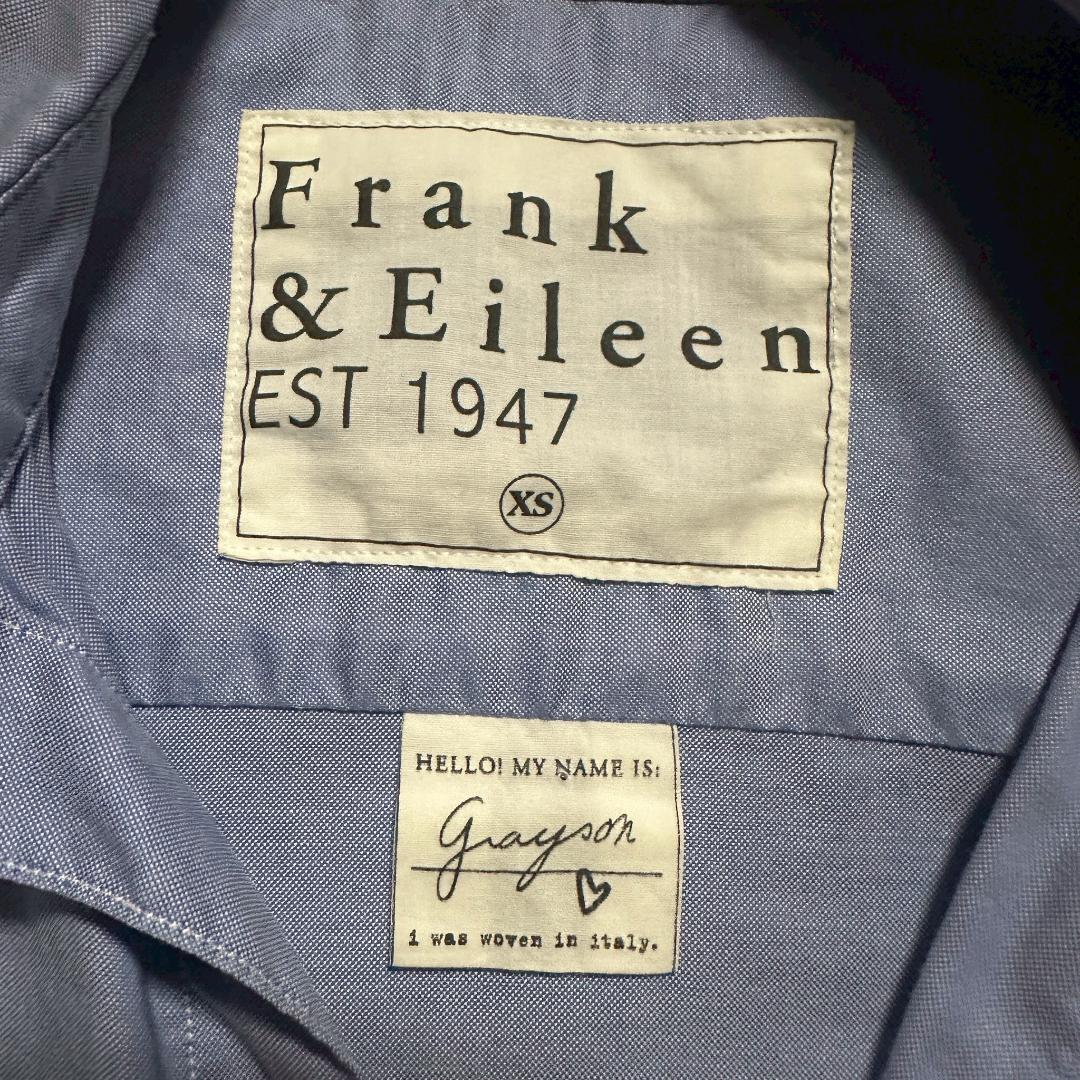 Frank
& Eileen
EST 1947
XS
HELLO! MY NAME IS:
Grayson
i was woven in italy.